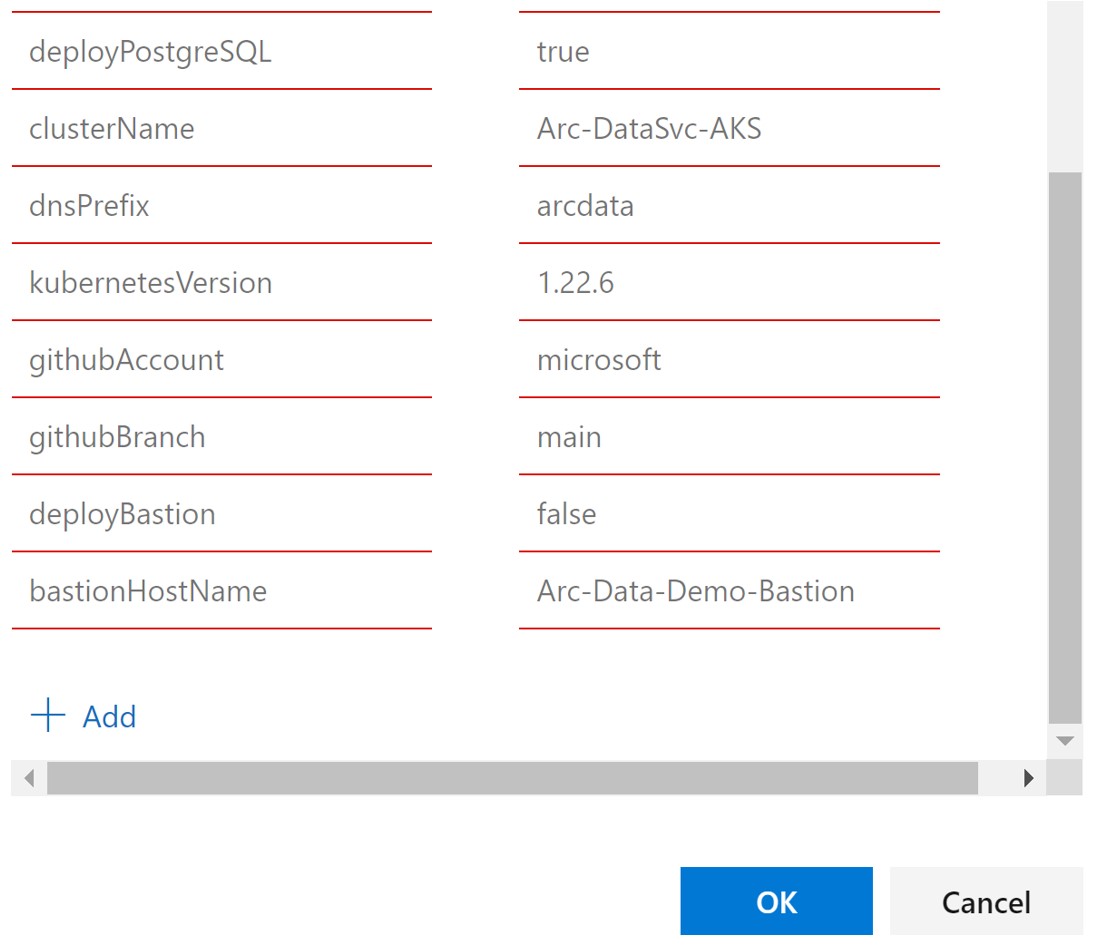 deployPostgreSQL true
clusterName Arc-DataSvc-AKS
dnsPrefix arcdata
kubernetesVersion 1.22.6
githubAccount microsoft
githubBranch main
deployBastion false
bastionHostName Arc-Data-Demo-Bastion
Add
OK Cancel